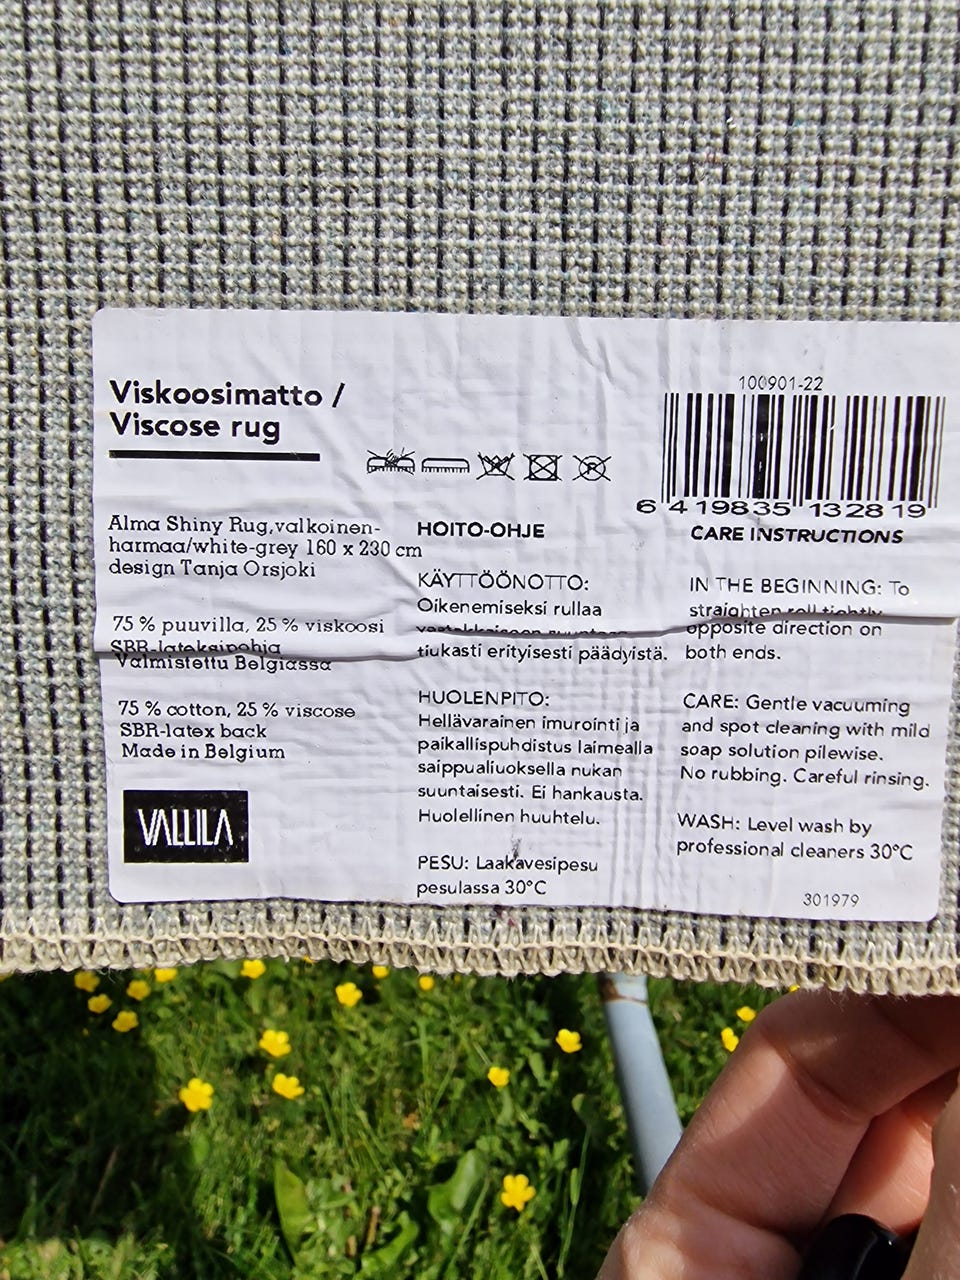 Viskoosimatto /
Viscose rug
Alma Shiny Rug,valkoinen-
harmaa/white-grey 160 x 230 cm
design Tanja Orsjoki
75 % puuvilla, 25 % viskoosi
SBR-lateksipohja
Valmistettu Belgiassa
75 % cotton, 25 % viscose
SBR-latex back
Made in Belgium
VALLILA
HOITO-OHJE
KÄYTTÖÖNOTTO:
Oikenemiseksi rullaa
tiukasti erityisesti päädyistä.
HUOLENPITO:
Hellävarainen imurointi ja
paikallispuhdistus laimealla
saippualiuoksella nukan
suuntaisesti. Ei hankausta.
Huolellinen huuhtelu.
PESU: Laakavesipesu
pesulassa 30°C
100901-22
6 419835 132819
CARE INSTRUCTIONS
IN THE BEGINNING: To
straighten roll tightly
opposite direction on
both ends.
CARE: Gentle vacuuming
and spot cleaning with mild
soap solution pilewise.
No rubbing. Careful rinsing.
WASH: Level wash by
professional cleaners 30°C
301979